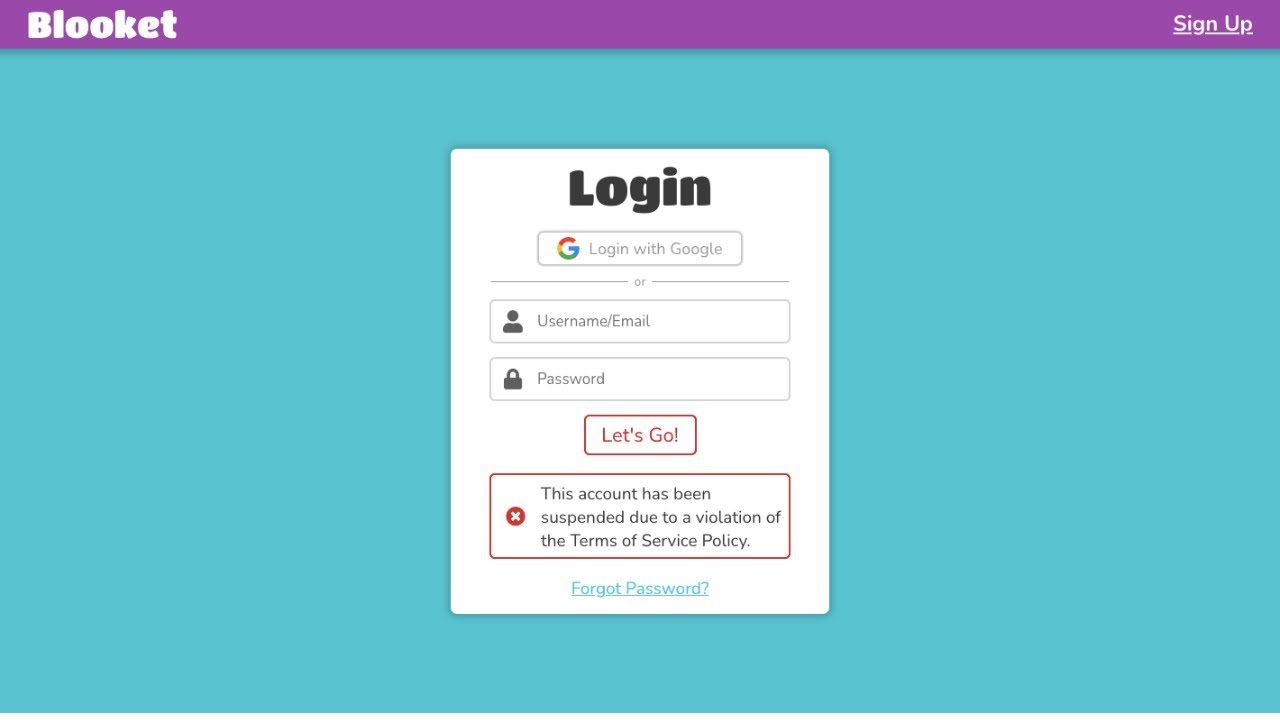 Blooket
Sign Up
Login
Login with Google
or
Username/Email
Password
Let's Go!
This account has been
suspended due to a violation of
the Terms of Service Policy.
Forgot Password?